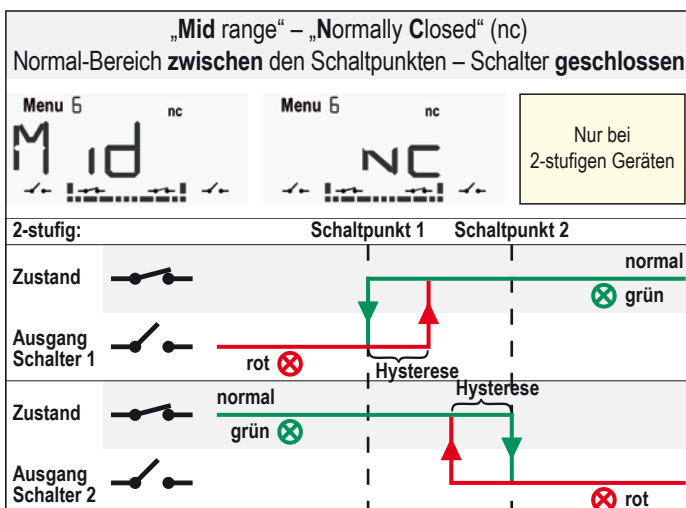 „Mid range“ – „Normally Closed“ (nc)
Normal-Bereich zwischen den Schaltpunkten – Schalter geschlossen
Menu 6 nc
Mid
Menu 6 nc
NC
Nur bei
2-stufigen Geräten
2-stufig: Schaltpunkt 1 Schaltpunkt 2
Zustand
normal
grün
Ausgang
Schalter 1
rot
Hysterese
Zustand
normal
grün
Hysterese
Ausgang
Schalter 2
rot